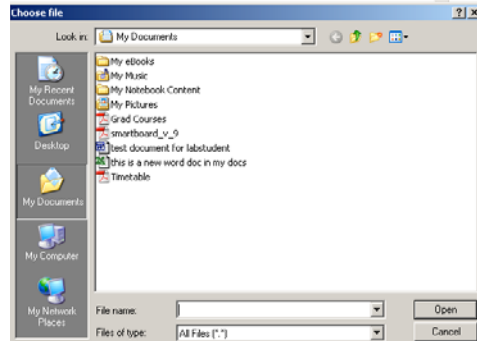 Choose file
Look in:
My Documents
My Recent
Documents
Desktop
My Documents
My Computer
My Network
Places
My eBooks
My Music
My Notebook Content
My Pictures
Grad Courses
smartboard_v_9
test document for labstudent
this is a new word doc in my docs
Timetable
File name:
Open
Files of type:
All Files (*.*)
Cancel